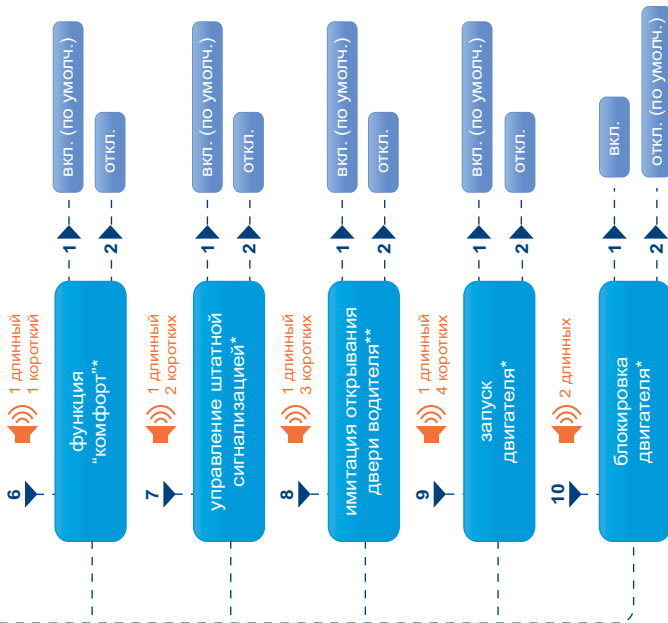 6
1 длинный
1 короткий
функция
“комфорт”*
1
вкл. (по умолч.)
2
откл.
7
1 длинный
2 коротких
управление штатной
сигнализацией*
1
вкл. (по умолч.)
2
откл.
8
1 длинный
3 коротких
имитация открывания
двери водителя**
1
вкл. (по умолч.)
2
откл.
9
1 длинный
4 коротких
запуск
двигателя*
1
вкл. (по умолч.)
2
откл.
10
2 длинных
блокировка
двигателя*
1
вкл.
2
откл. (по умолч.)